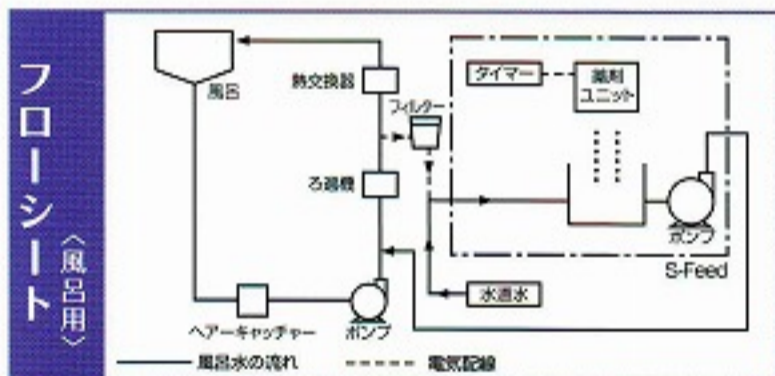 フローシート
〈風呂用〉
風呂
熱交換器
フィルター
ろ過機
ヘアーキャッチャー
ポンプ
タイマー
薬剤
ユニット
ポンプ
S-Feed
水道水
風呂水の流れ
電気配線